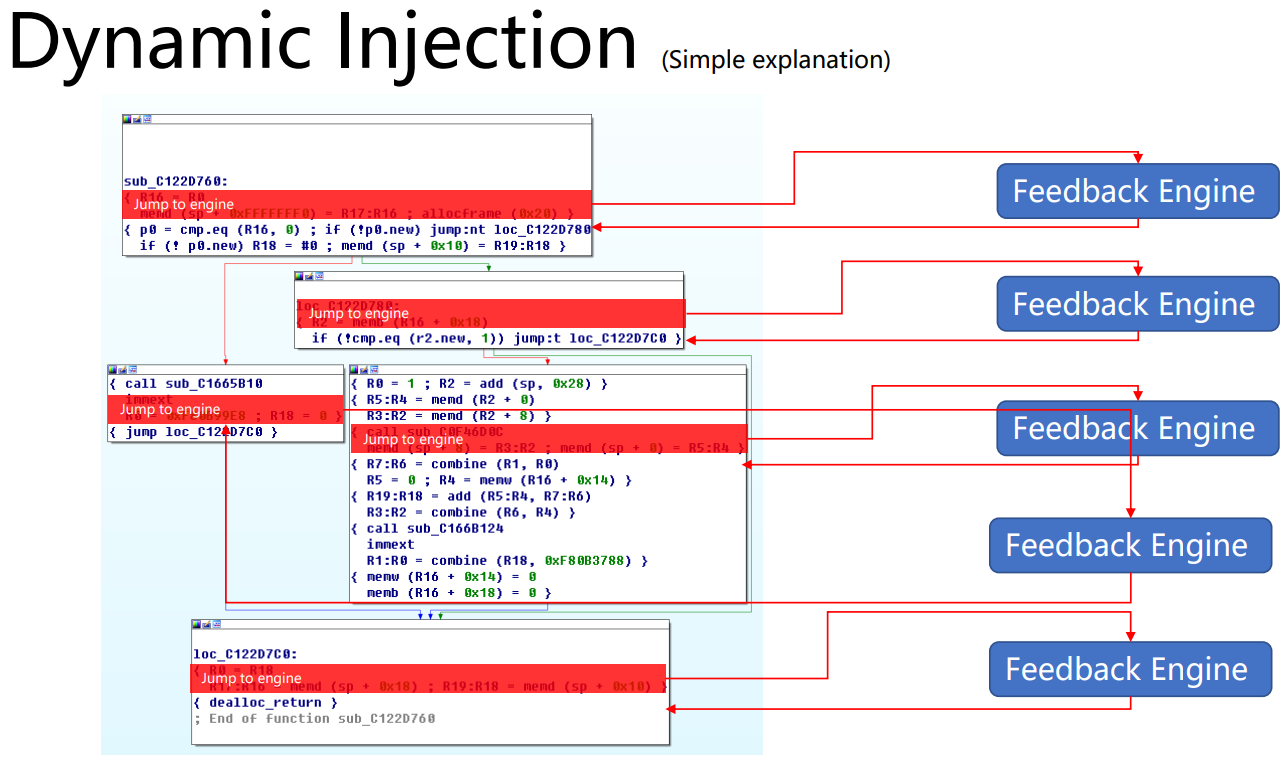 Dynamic Injection (Simple explanation)
sub_C122D760:
{ R16 = R0
Jump to engine
memd (sp + 0xFFFFFFF0) = R17:R16 ; allocframe (0x20) }
{ p0 = cmp.eq (R16, 0) ; if (!p0.new) jump:nt loc_C122D780
if (! p0.new) R18 = #0 ; memd (sp + 0x10) = R19:R18 }
Feedback Engine
loc_C122D780:
Jump to engine
{ R2 = memb (R16 + 0x18)
if (!cmp.eq (r2.new, 1)) jump:t loc_C122D7C0 }
Feedback Engine
{ call sub_C1665B10
immext
Jump to engine
; R18 = 0 }
{ jump loc_C122D7C0 }
{ R0 = 1 ; R2 = add (sp, 0x28) }
{ R5:R4 = memd (R2 + 0)
R3:R2 = memd (R2 + 8) }
{ call sub_C0F46D0C
Jump to engine
memd (sp + 8) = R3:R2 ; memd (sp + 0) = R5:R4 }
{ R7:R6 = combine (R1, R0)
R5 = 0 ; R4 = memw (R16 + 0x14) }
{ R19:R18 = add (R5:R4, R7:R6)
R3:R2 = combine (R6, R4) }
{ call sub_C166B124
immext
R1:R0 = combine (R18, 0xF80B3788) }
{ memw (R16 + 0x14) = 0
memb (R16 + 0x18) = 0 }
Feedback Engine
Feedback Engine
loc_C122D7C0:
{ R0 = R18
Jump to engine
R17:R16 = memd (sp + 0x18) ; R19:R18 = memd (sp + 0x10) }
{ dealloc_return }
; End of function sub_C122D760
Feedback Engine